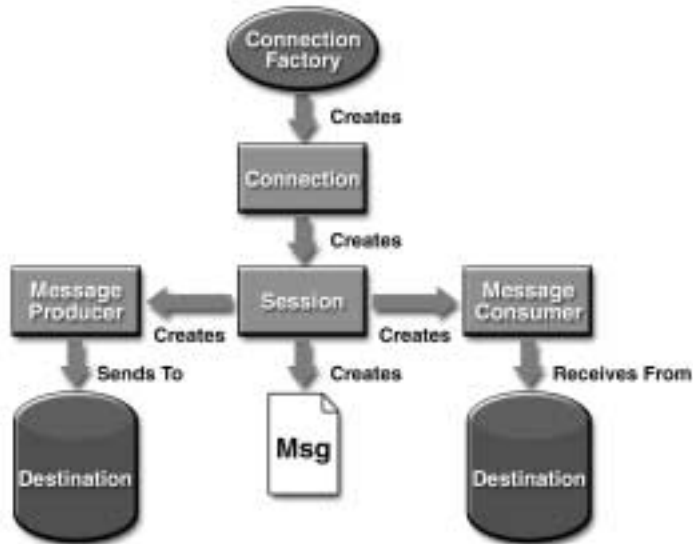 Connection
Factory
Creates
Connection
Creates
Message
Producer
Session
Message
Consumer
Creates
Creates
Sends To
Creates
Receives From
Msg
Destination
Destination